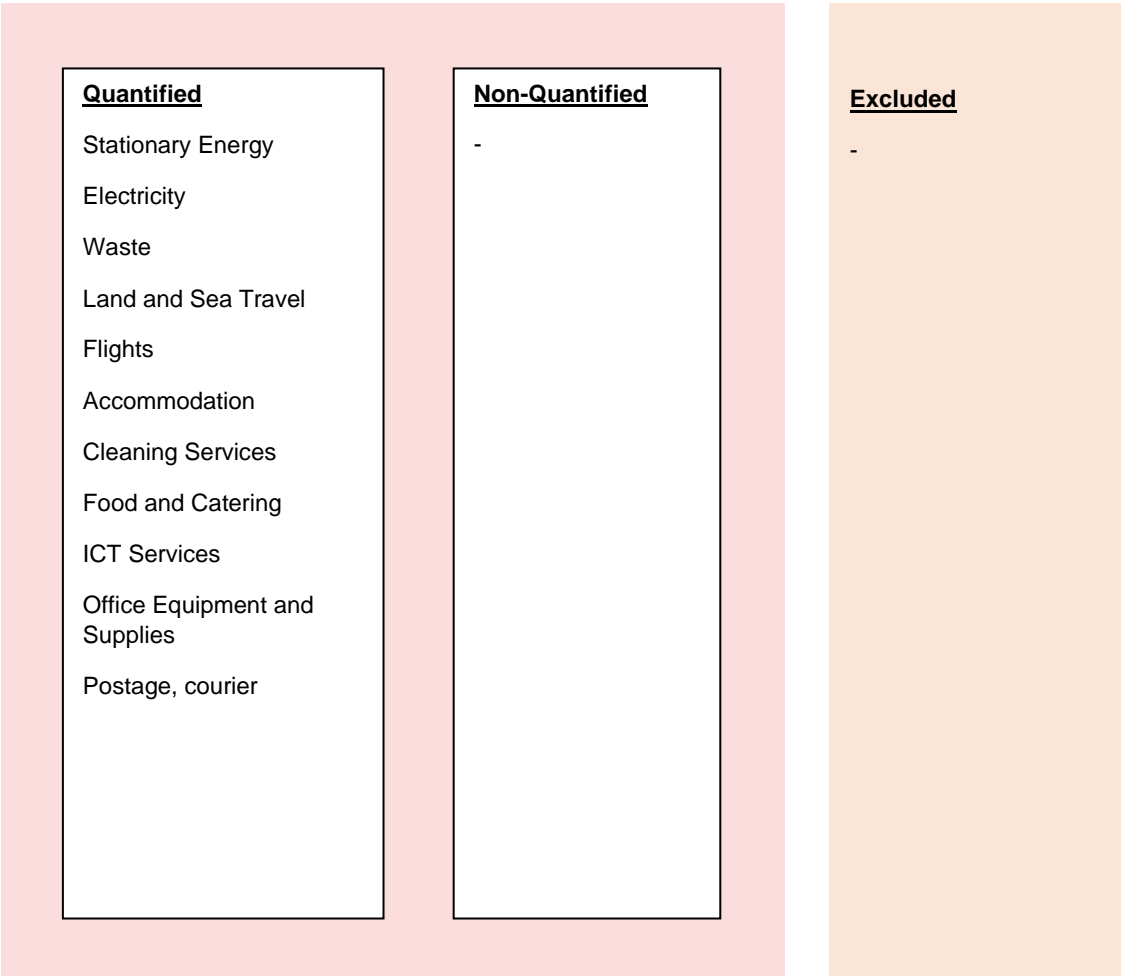 Quantified
Stationary Energy
Electricity
Waste
Land and Sea Travel
Flights
Accommodation
Cleaning Services
Food and Catering
ICT Services
Office Equipment and
Supplies
Postage, courier
Non-Quantified
-
Excluded
-